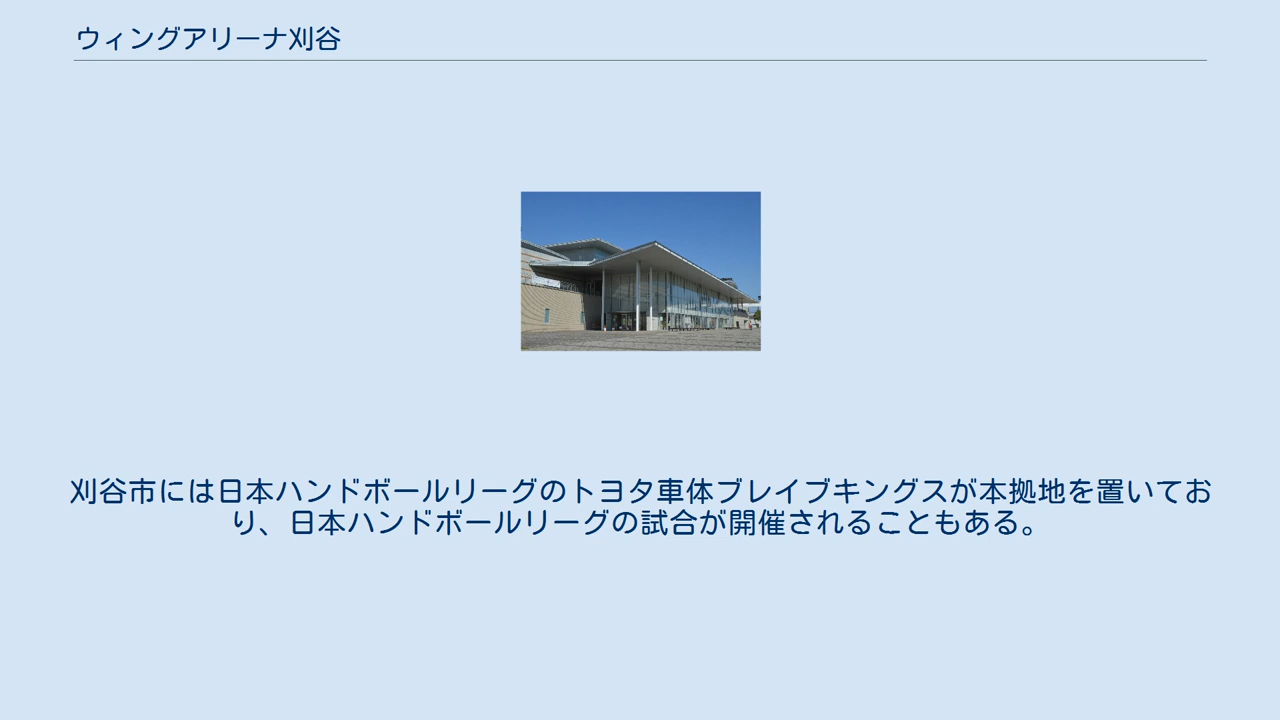 ウィングアリーナ刈谷
刈谷市には日本ハンドボールリーグのトヨタ車体ブレイブキングスが本拠地を置いてお
り、日本ハンドボールリーグの試合が開催されることもある。